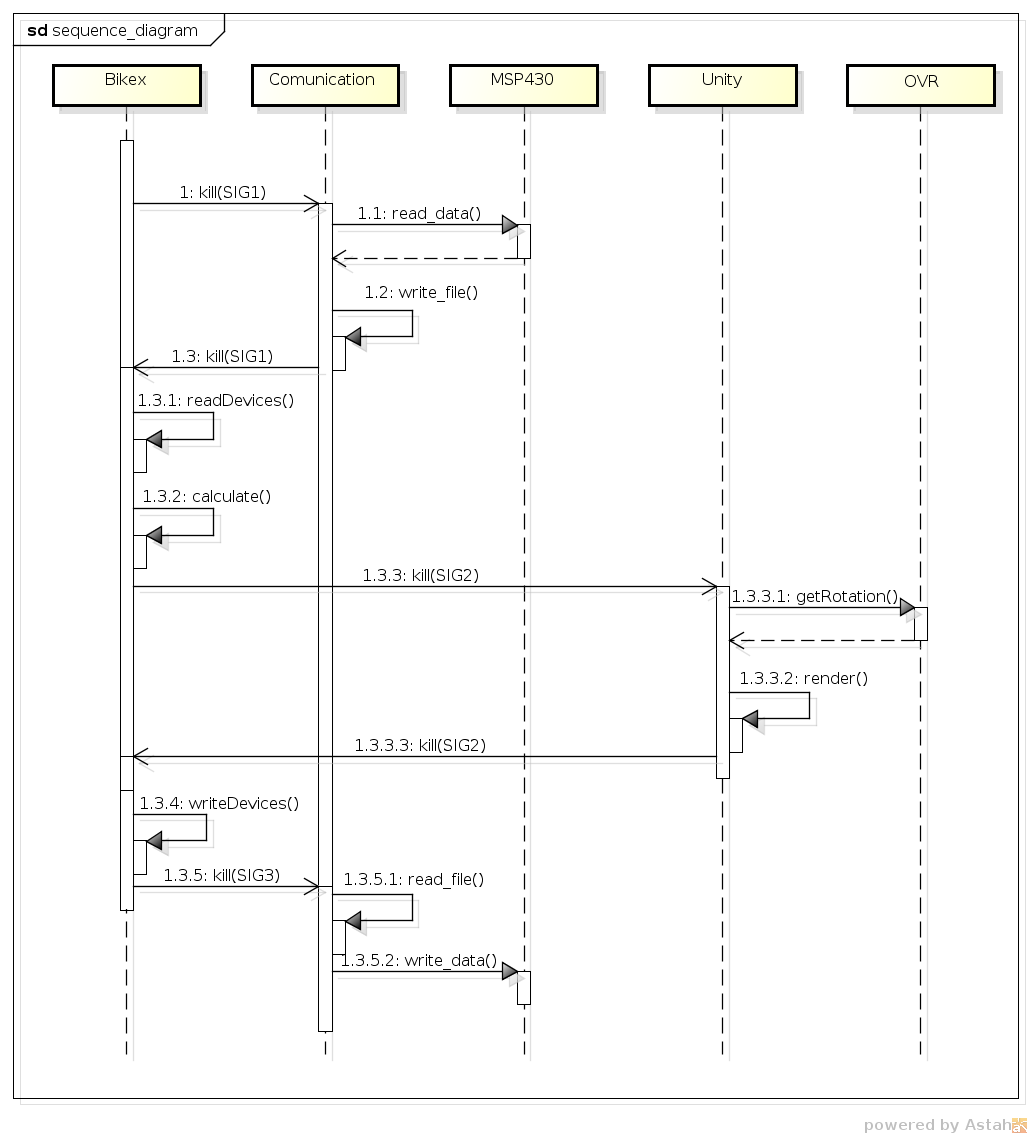 sd sequence_diagram
Bikex
Comunication
MSP430
Unity
OVR
1: kill(SIG1)
1.1: read_data()
1.2: write_file()
1.3: kill(SIG1)
1.3.1: readDevices()
1.3.2: calculate()
1.3.3: kill(SIG2)
1.3.3.1: getRotation()
1.3.3.2: render()
1.3.3.3: kill(SIG2)
1.3.4: writeDevices()
1.3.5: kill(SIG3)
1.3.5.1: read_file()
1.3.5.2: write_data()
powered by Astah